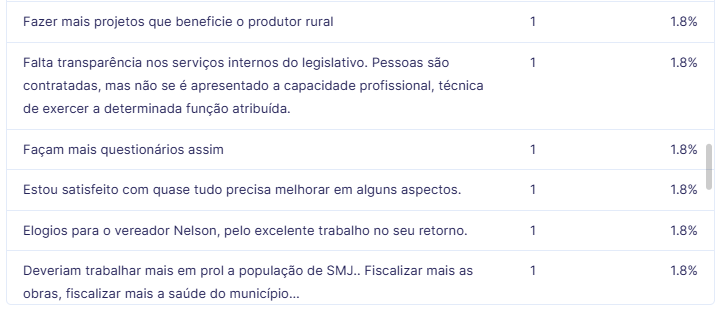 Fazer mais projetos que beneficie o produtor rural 1 1.8%
Falta transparência nos serviços internos do legislativo. Pessoas são 1 1.8%
contratadas, mas não se é apresentado a capacidade profissional, técnica
de exercer a determinada função atribuída.
Façam mais questionários assim 1 1.8%
Estou satisfeito com quase tudo precisa melhorar em alguns aspectos. 1 1.8%
Elogios para o vereador Nelson, pelo excelente trabalho no seu retorno. 1 1.8%
Deveriam trabalhar mais em prol a população de SMJ.. Fiscalizar mais as 1 1.8%
obras, fiscalizar mais a saúde do município...